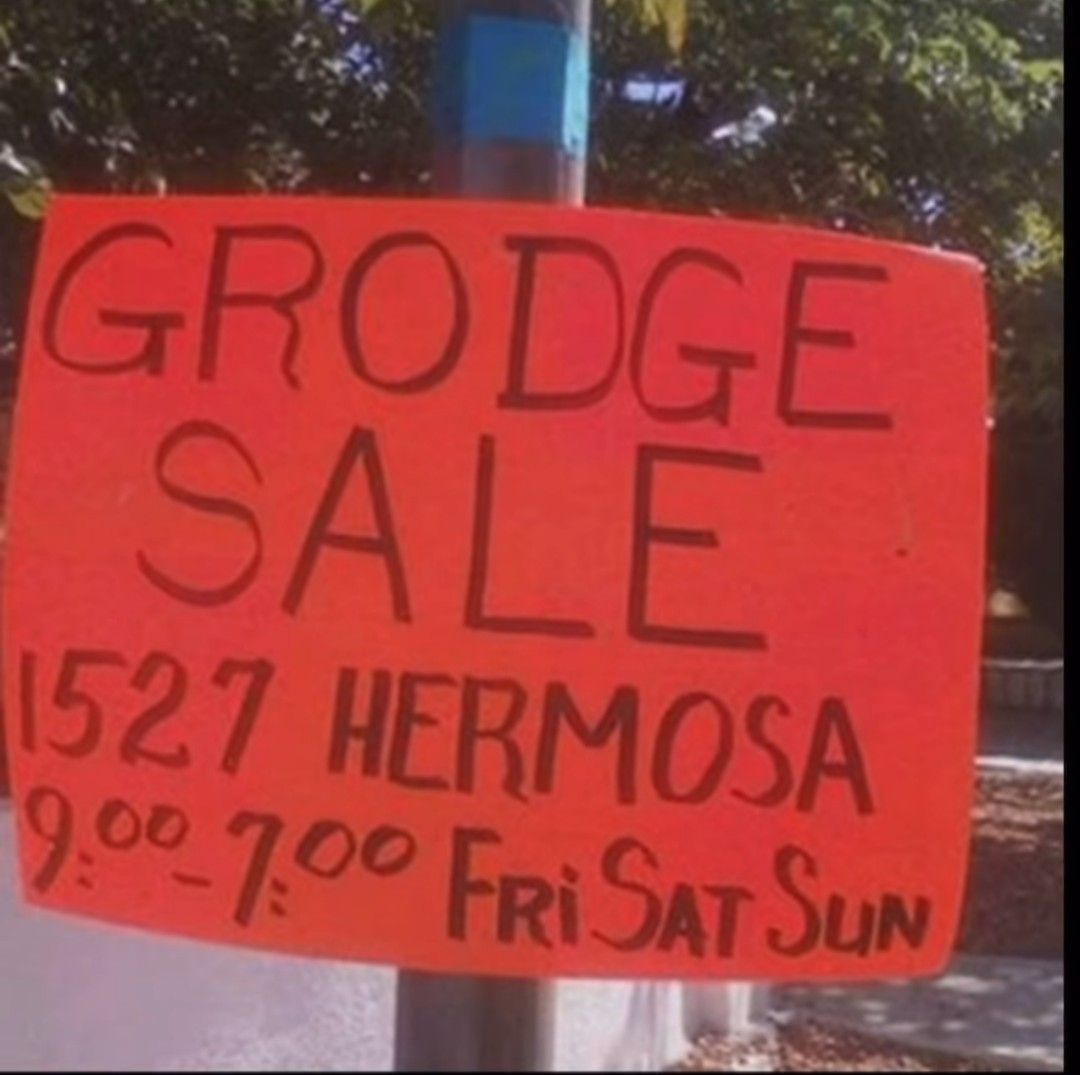 GRODGE
SALE
1527 HERMOSA
9:00-7:00 Fri SAT SuN